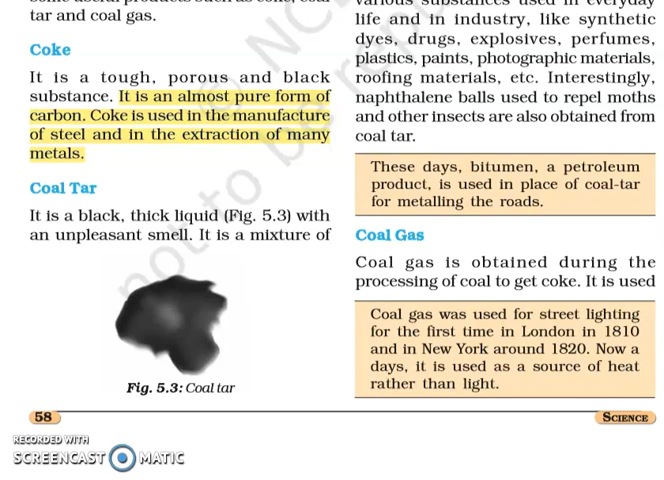 tar and coal gas.
Coke
It is a tough, porous and black
substance. It is an almost pure form of
carbon. Coke is used in the manufacture
of steel and in the extraction of many
metals.
Coal Tar
It is a black, thick liquid (Fig. 5.3) with
an unpleasant smell. It is a mixture of
Fig. 5.3: Coal tar
various substances used in everyday
life and in industry, like synthetic
dyes, drugs, explosives, perfumes,
plastics, paints, photographic materials,
roofing materials, etc. Interestingly,
naphthalene balls used to repel moths
and other insects are also obtained from
coal tar.
These days, bitumen, a petroleum
product, is used in place of coal-tar
for metalling the roads.
Coal Gas
Coal gas is obtained during the
processing of coal to get coke. It is used
Coal gas was used for street lighting
for the first time in London in 1810
and in New York around 1820. Now a
days, it is used as a source of heat
rather than light.
58
SCIENCE
RECORDED WITH
SCREENCAST MATIC
not to be